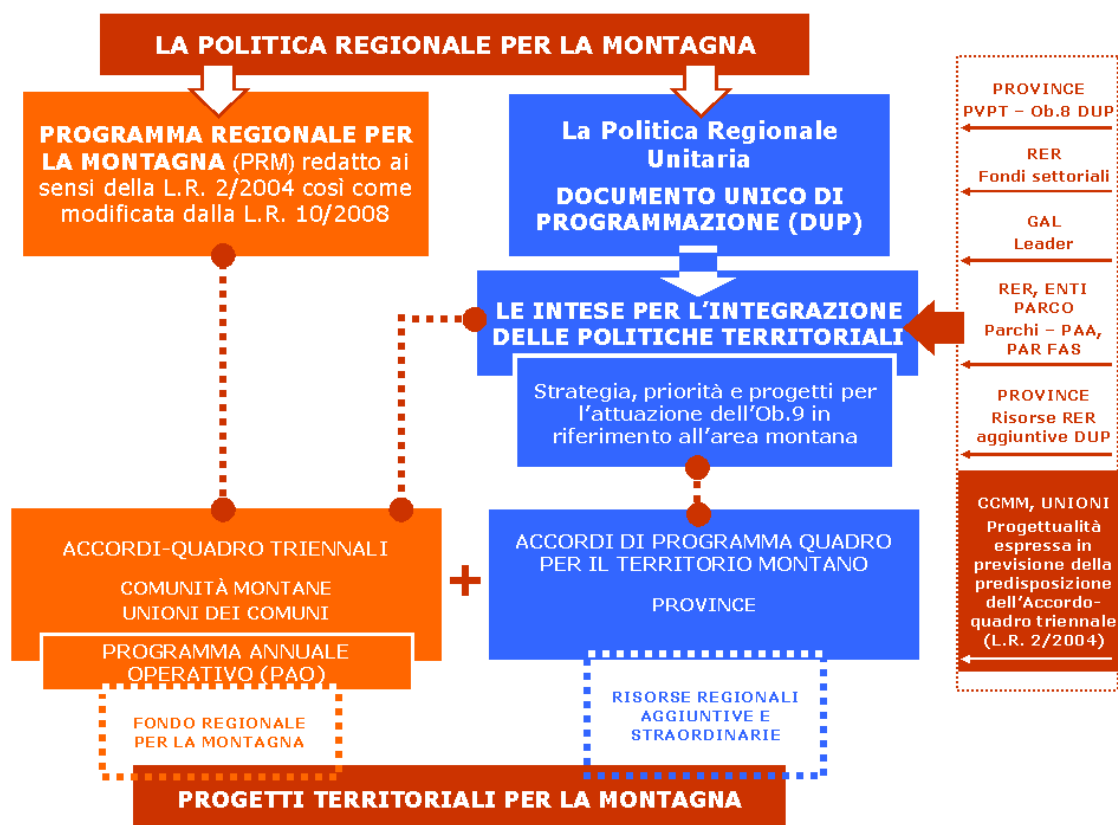 LA POLITICA REGIONALE PER LA MONTAGNA
PROGRAMMA REGIONALE PER
LA MONTAGNA (PRM) redatto ai
sensi della L.R. 2/2004 così come
modificata dalla L.R. 10/2008
La Politica Regionale
Unitaria
DOCUMENTO UNICO DI
PROGRAMMAZIONE (DUP)
LE INTESE PER L'INTEGRAZIONE
DELLE POLITICHE TERRITORIALI
Strategia, priorità e progetti per
l'attuazione dell'Ob.9 in
riferimento all'area montana
PROVINCE
PVPT – Ob.8 DUP
RER
Fondi settoriali
GAL
Leader
RER, ENTI
PARCO
Parchi – PAA,
PAR FAS
PROVINCE
Risorse RER
aggiuntive DUP
CCMM, UNIONI
Progettualità
espressa in
previsione della
predisposizione
dell'Accordo-
quadro triennale
(L.R. 2/2004)
ACCORDI-QUADRO TRIENNALI
COMUNITÀ MONTANE
UNIONI DEI COMUNI
PROGRAMMA ANNUALE
OPERATIVO (PAO)
FONDO REGIONALE
PER LA MONTAGNA
+
ACCORDI DI PROGRAMMA QUADRO
PER IL TERRITORIO MONTANO
PROVINCE
RISORSE REGIONALI
AGGIUNTIVE E
STRAORDINARIE
PROGETTI TERRITORIALI PER LA MONTAGNA